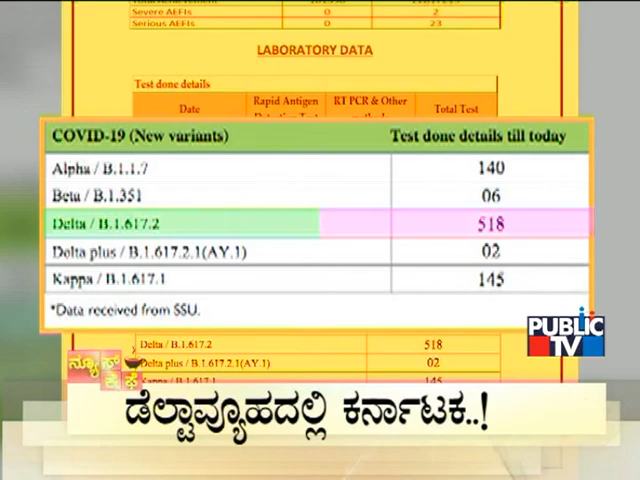 Severe AEFIs 0 2
Serious AEFIs 0 23
LABORATORY DATA
Test done details
Date Rapid Antigen RT PCR & Other Total Test
COVID-19 (New variants) Test done details till today
Alpha / B.1.1.7 140
Beta / B.1.351 06
Delta / B.1.617.2 518
Delta plus / B.1.617.2.1(AY.1) 02
Kappa / B.1.617.1 145
*Data received from SSU.
Delta / B.1.617.2 518
Delta plus / B.1.617.2.1(AY.1) 02
Kappa / B.1.617.1 145
PUBLIC
TV
ನ್ಯೂಸ್
ಕೆಫೆ
ಡೆಲ್ಟಾವ್ಯೂಹದಲ್ಲಿ ಕರ್ನಾಟಕ..!